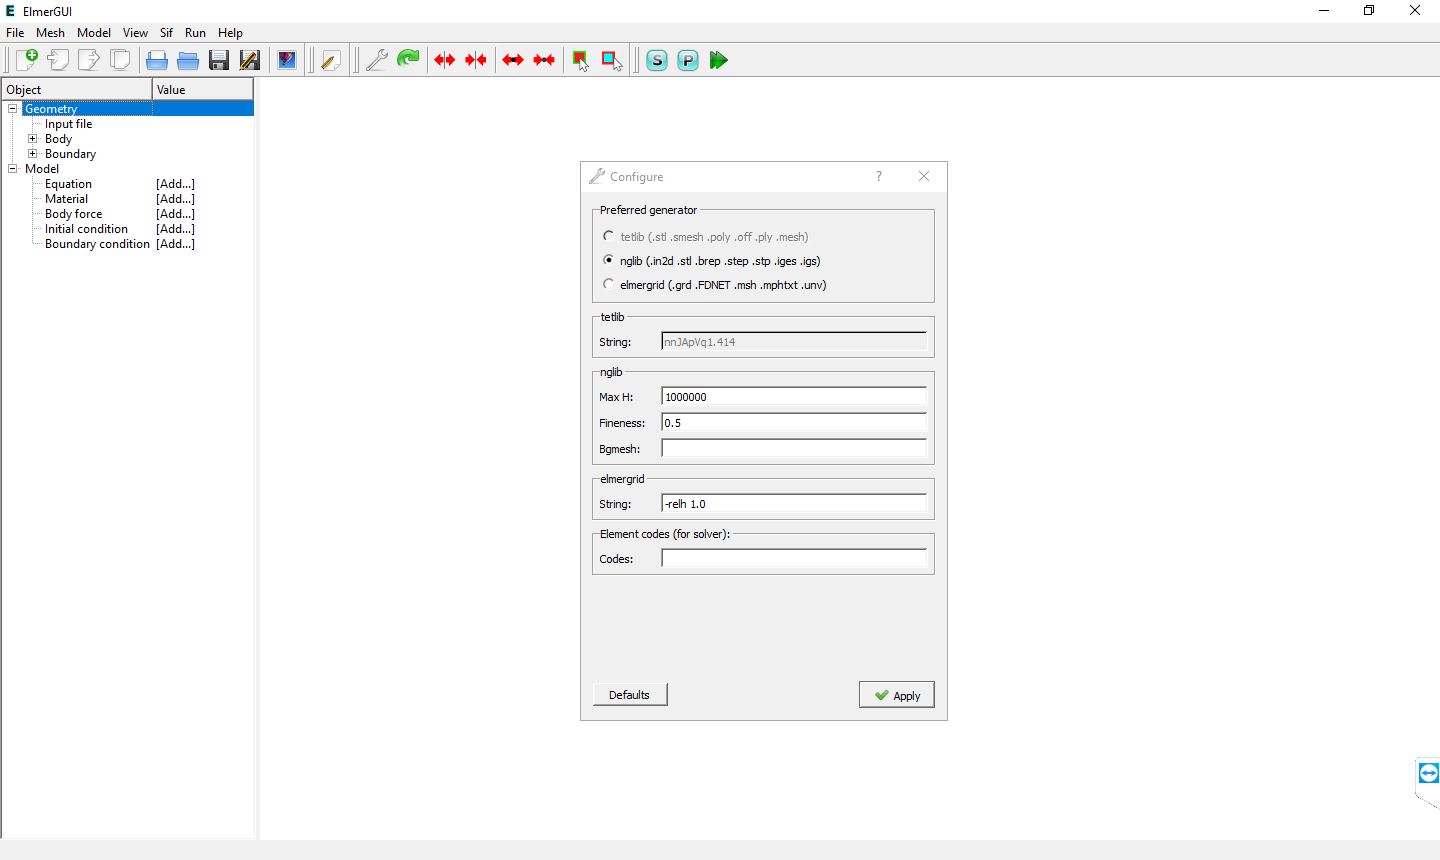 E ElmerGUI
File Mesh Model View Sif Run Help
S P
Object Value
Geometry
Input file
Body
Boundary
Model
Equation [Add...]
Material [Add...]
Body force [Add...]
Initial condition [Add...]
Boundary condition [Add...]
Configure ?
Preferred generator
tetlib (.stl .smesh .poly .off .ply .mesh)
nglib (.in2d .stl .brep .step .stp .iges .igs)
elmergrid (.grd .FDNET .msh .mphtxt .unv)
tetlib
String: nnJApVq1.414
nglib
Max H: 1000000
Fineness: 0.5
Bgmesh:
elmergrid
String: -relh 1.0
Element codes (for solver):
Codes:
Defaults Apply